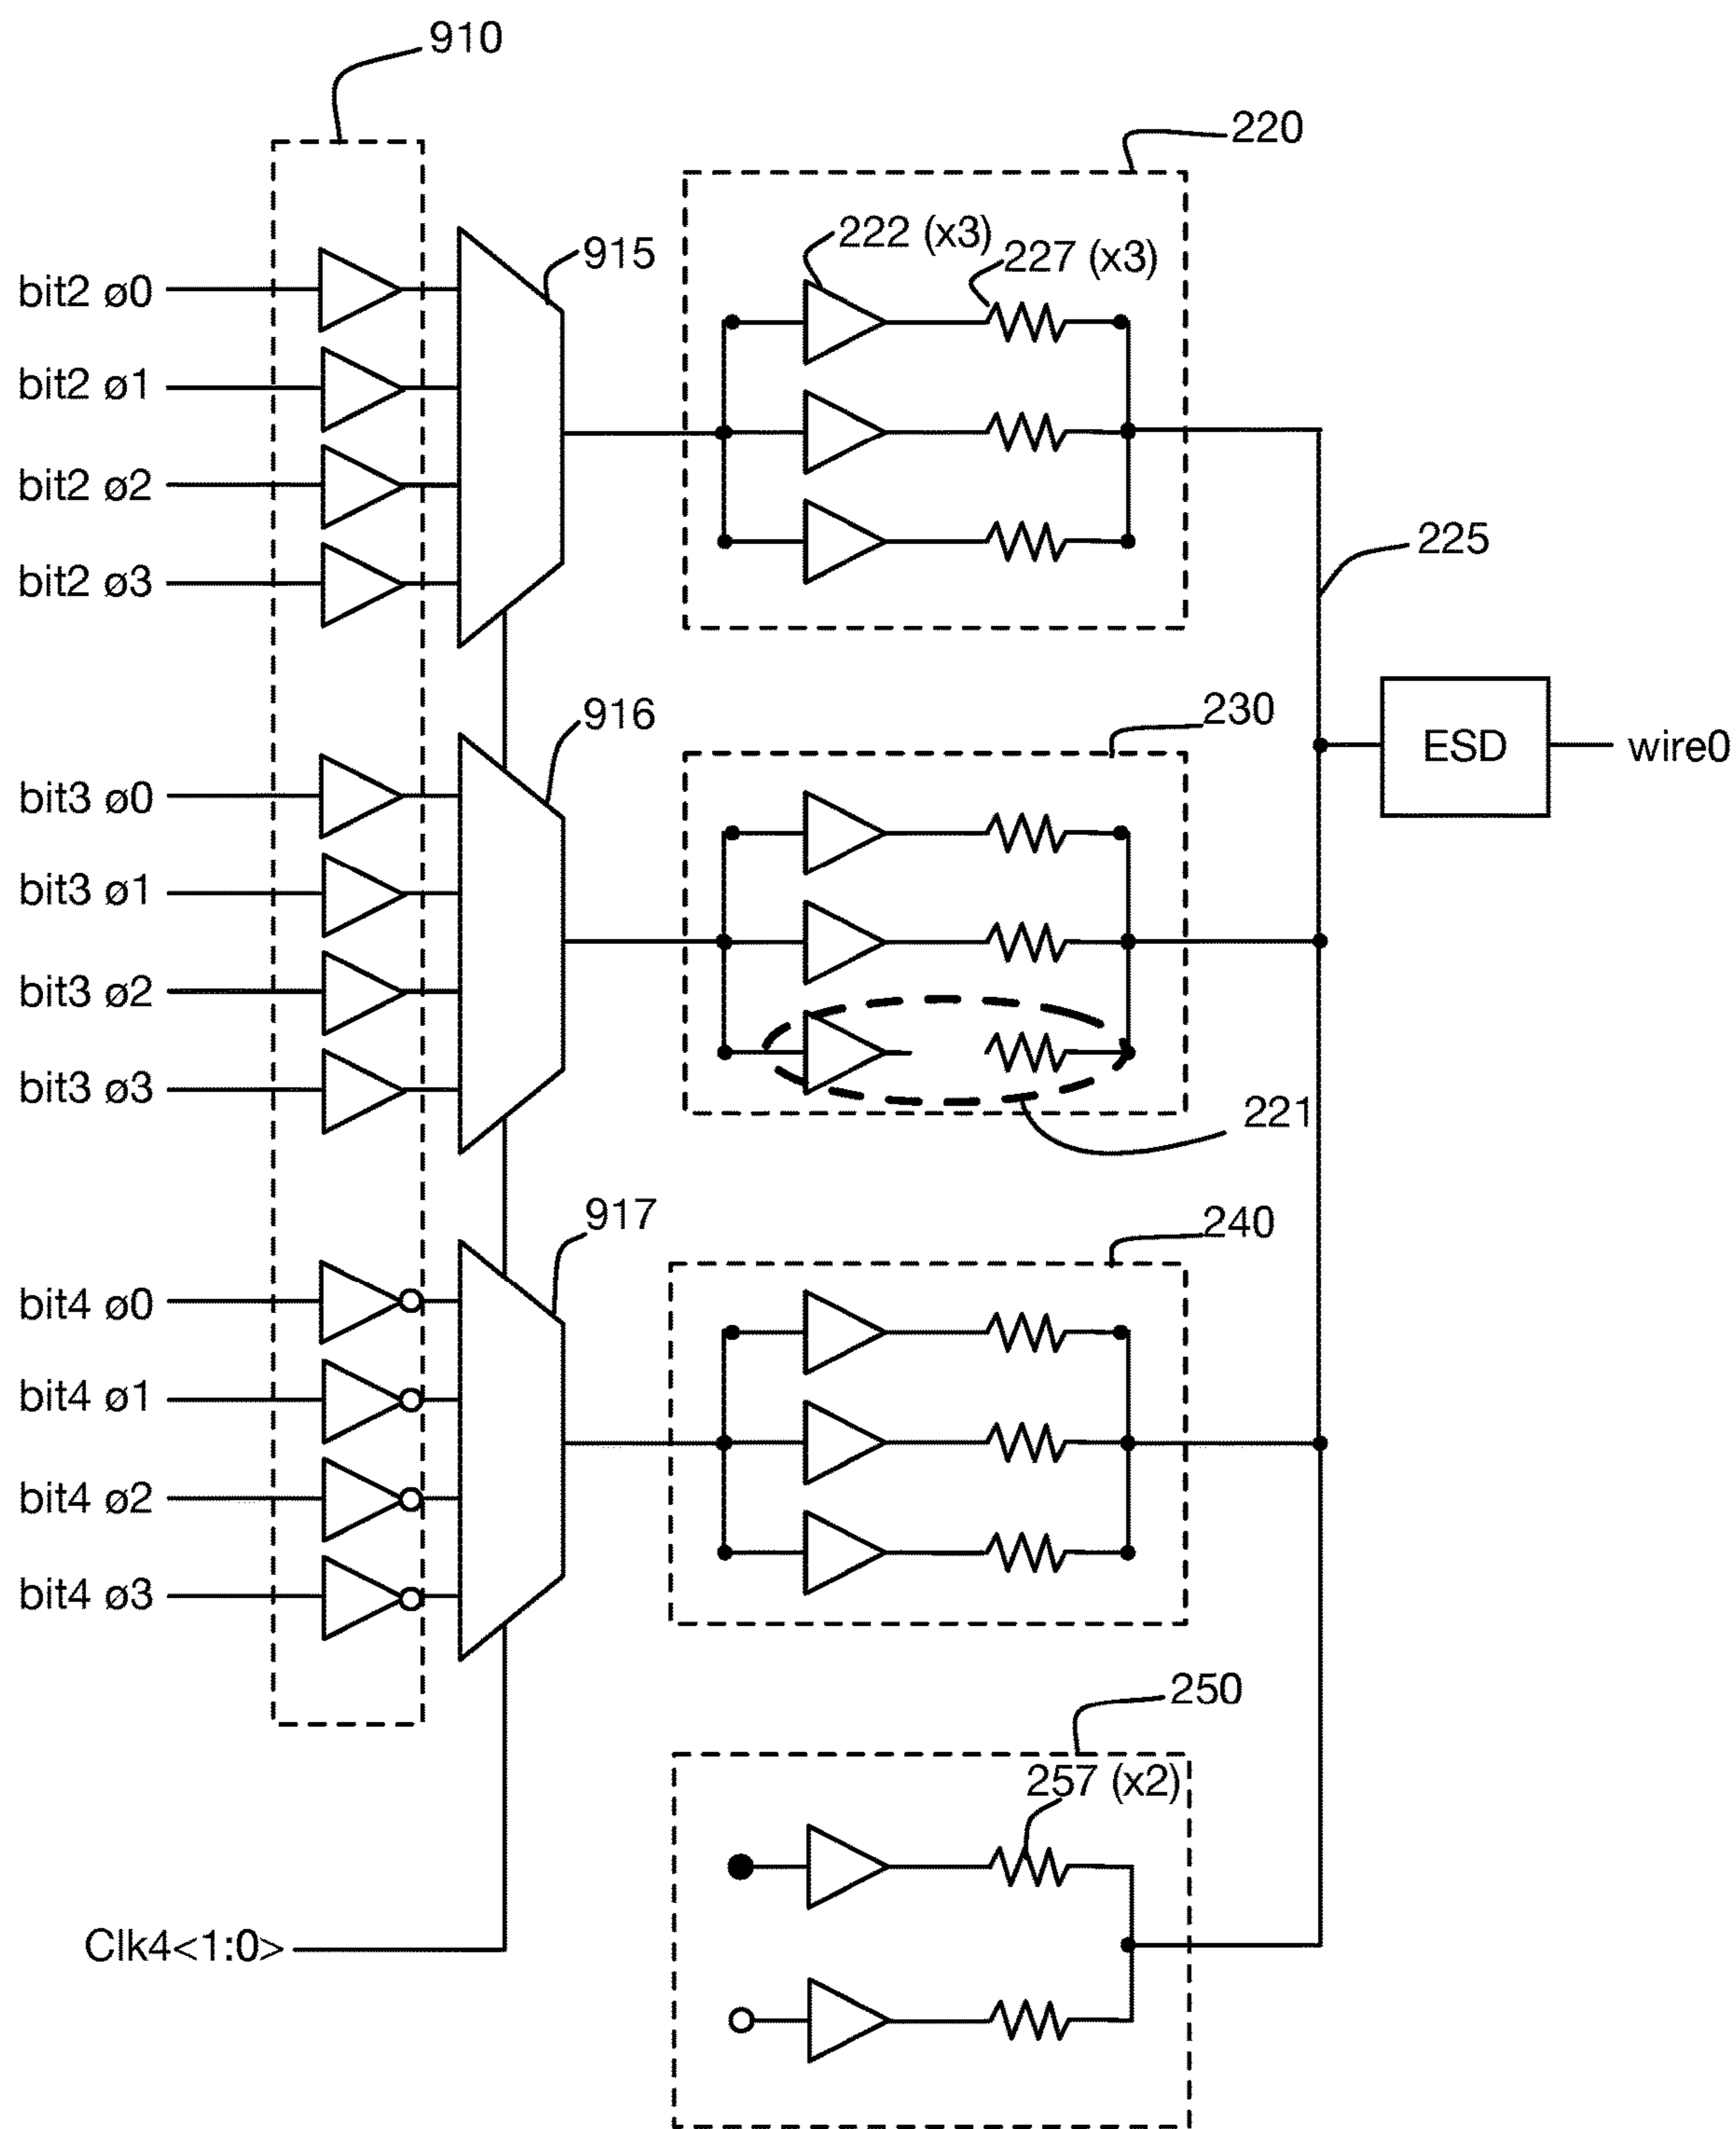 910
220
222 (x3)
227 (x3)
915
bit2 ø0
bit2 ø1
bit2 ø2
bit2 ø3
225
916
230
ESD
wire0
bit3 ø0
bit3 ø1
bit3 ø2
bit3 ø3
221
917
240
bit4 ø0
bit4 ø1
bit4 ø2
bit4 ø3
250
257 (x2)
Clk4<1:0>